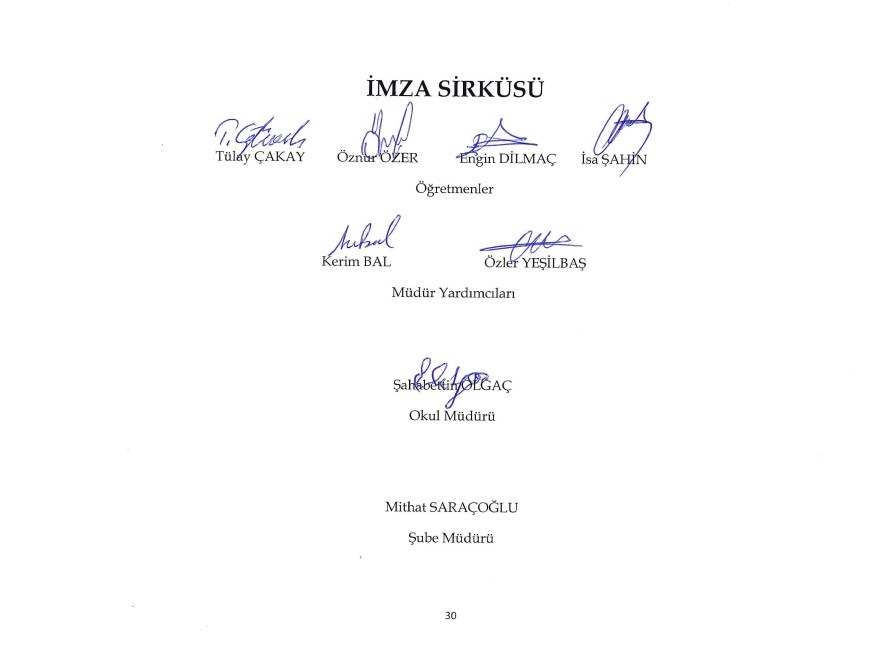 İMZA SİRKÜSÜ
Tülay ÇAKAY Öznur ÖZER Engin DİLMAÇ İsa ŞAHİN
Öğretmenler
Kerim BAL Özler YEŞİLBAŞ
Müdür Yardımcıları
Şahabettin OLGAÇ
Okul Müdürü
Mithat SARAÇOĞLU
Şube Müdürü
30